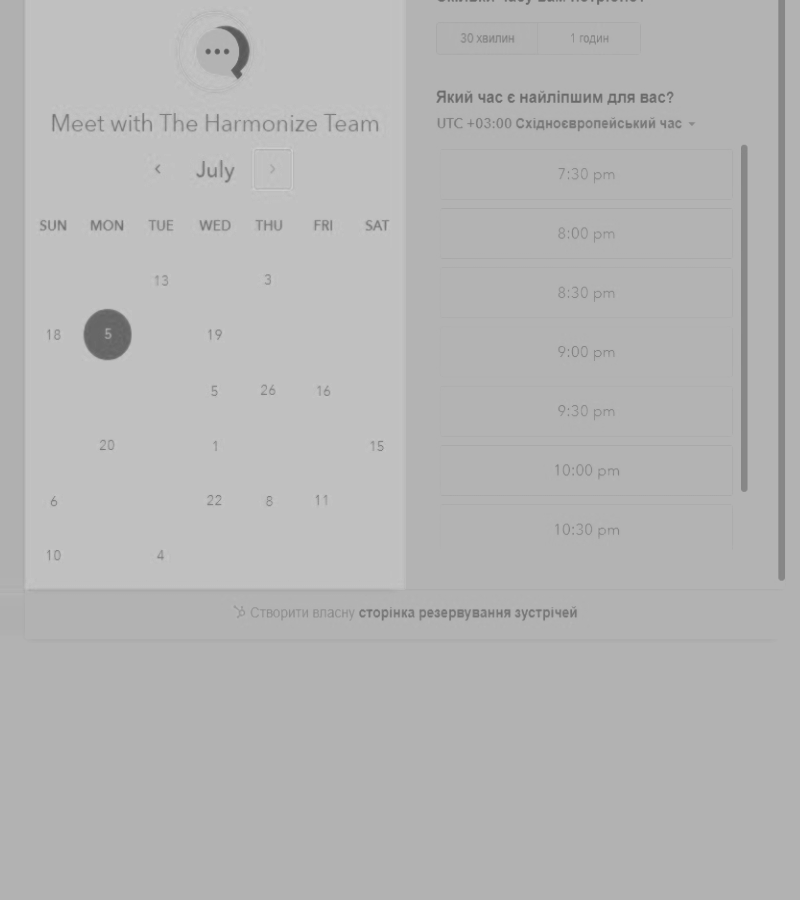 Meet with The Harmonize Team
July
SUN MON TUE WED THU FRI SAT
13 3
18 5 19
5 26 16
20 1 15
6 22 8 11
10 4
30 хвилин 1 годин
Який час є найліпшим для вас?
UTC +03:00 Східноєвропейський час
7:30 pm
8:00 pm
8:30 pm
9:00 pm
9:30 pm
10:00 pm
10:30 pm
Створити власну сторінка резервування зустрічей